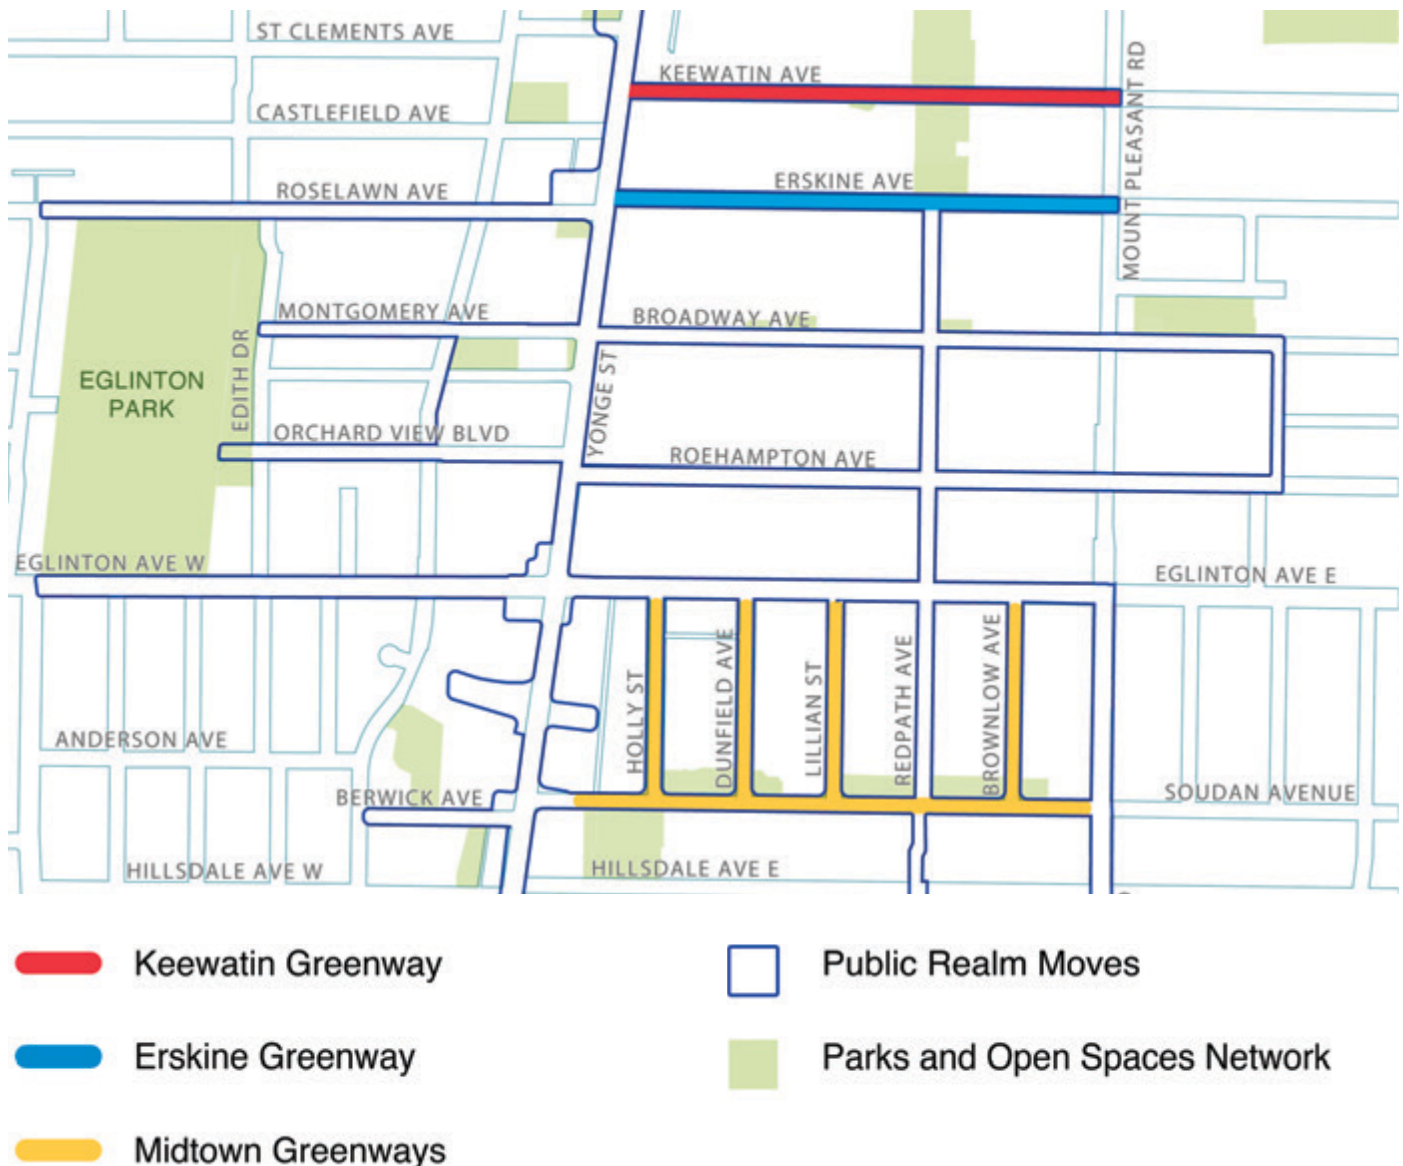 ST CLEMENTS AVE
KEEWATIN AVE
CASTLEFIELD AVE
MOUNT PLEASANT RD
ROSELAWN AVE
ERSKINE AVE
MONTGOMERY AVE
BROADWAY AVE
EDITH DR
EGLINTON
PARK
YONGE ST
ORCHARD VIEW BLVD
ROEHAMPTON AVE
EGLINTON AVE W
EGLINTON AVE E
HOLLY ST
DUNFIELD AVE
LILLIAN ST
REDPATH AVE
BROWNLOW AVE
ANDERSON AVE
BERWICK AVE
SOUDAN AVENUE
HILLSDALE AVE W
HILLSDALE AVE E
Keewatin Greenway
Public Realm Moves
Erskine Greenway
Parks and Open Spaces Network
Midtown Greenways